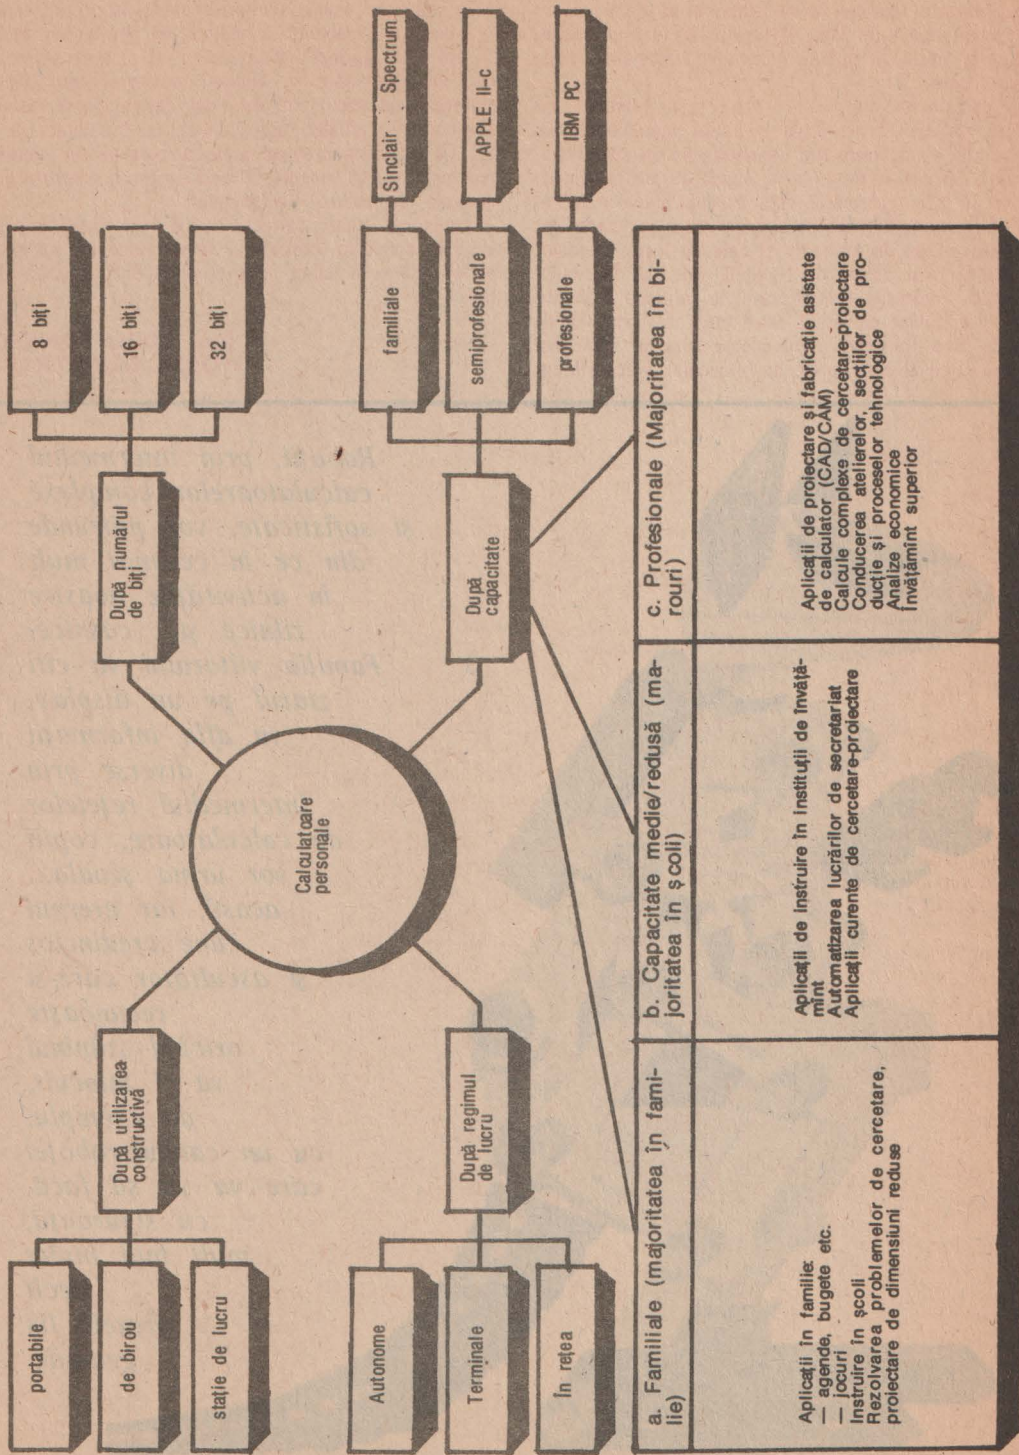 portabile
de birou
stație de lucru
După utilizarea
constructivă
După numărul
de biți
8 biți
16 biți
32 biți
Calculatoare
personale
Autonome
Terminale
În rețea
După regimul
de lucru
După
capacitate
familiale
semiprofesionale
profesionale
Sinclair Spectrum
APPLE II-c
IBM PC
a. Familiale (majoritatea în fami-
lie)
Aplicații în familie:
— agende, bugete etc.
— jocuri
Instruire în școli
Rezolvarea problemelor de cercetare,
proiectare de dimensiuni reduse
b. Capacitate medie/redusă (ma-
joritatea în școli)
Aplicații de instruire în instituții de învăță-
mînt
Automatizarea lucrărilor de secretariat
Aplicații curente de cercetare-proiectare
c. Profesionale (Majoritatea în bi-
rouri)
Aplicații de proiectare și fabricație asistate
de calculator (CAD/CAM)
Calcule complexe de cercetare-proiectare
Conducerea atelierelor, secțiilor de pro-
ducție și proceselor tehnologice
Analize economice
Învățămînt superior